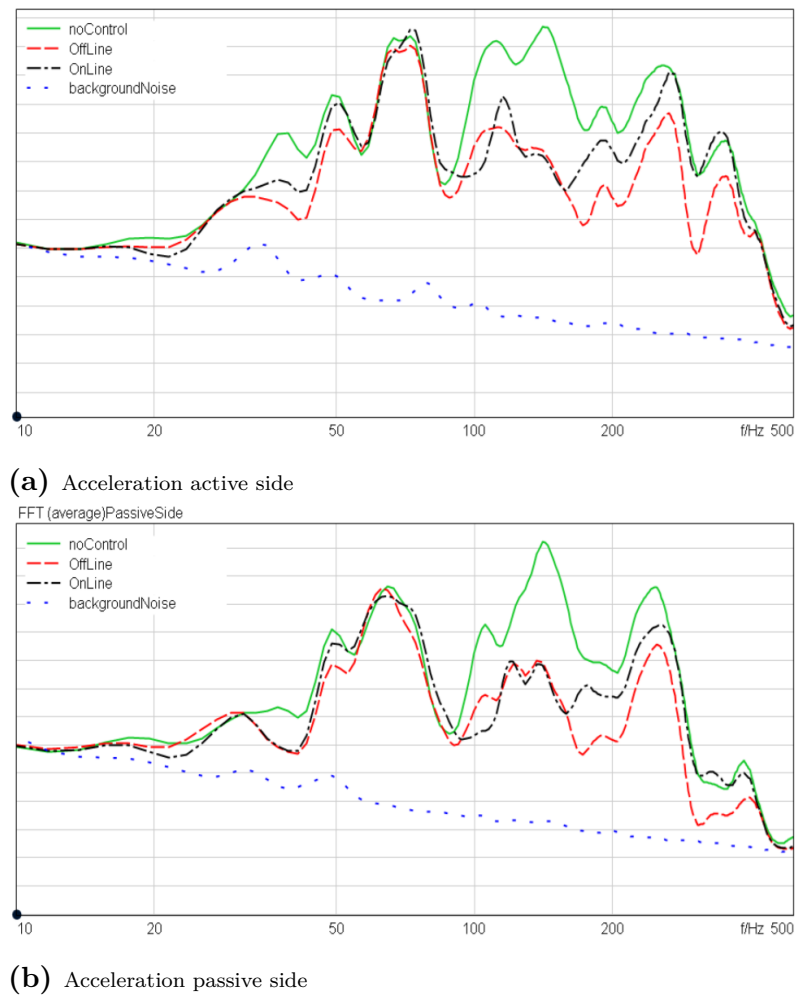 noControl
OffLine
OnLine
backgroundNoise
10 20 50 100 200 f/Hz 500
(a) Acceleration active side
FFT (average)PassiveSide
noControl
OffLine
OnLine
backgroundNoise
10 20 50 100 200 f/Hz 500
(b) Acceleration passive side